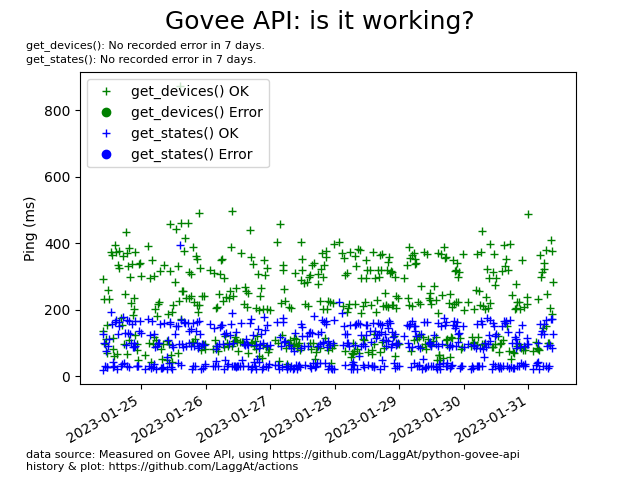 Govee API: is it working?
get_devices(): No recorded error in 7 days.
get_states(): No recorded error in 7 days.
get_devices() OK
get_devices() Error
get_states() OK
get_states() Error
Ping (ms)
800
600
400
200
0
2023-01-25
2023-01-26
2023-01-27
2023-01-28
2023-01-29
2023-01-30
2023-01-31
data source: Measured on Govee API, using https://github.com/LaggAt/python-govee-api
history & plot: https://github.com/LaggAt/actions